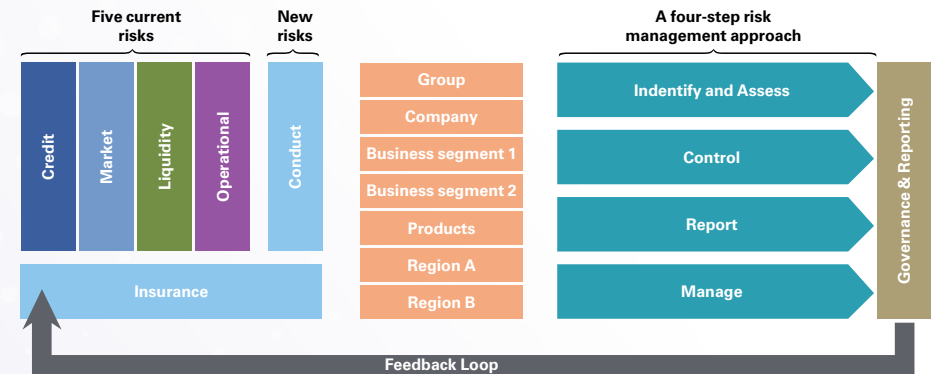 Five current
risks
New
risks
A four-step risk
management approach
Credit
Market
Liquidity
Operational
Conduct
Insurance
Group
Company
Business segment 1
Business segment 2
Products
Region A
Region B
Indentify and Assess
Control
Report
Manage
Governance & Reporting
Feedback Loop